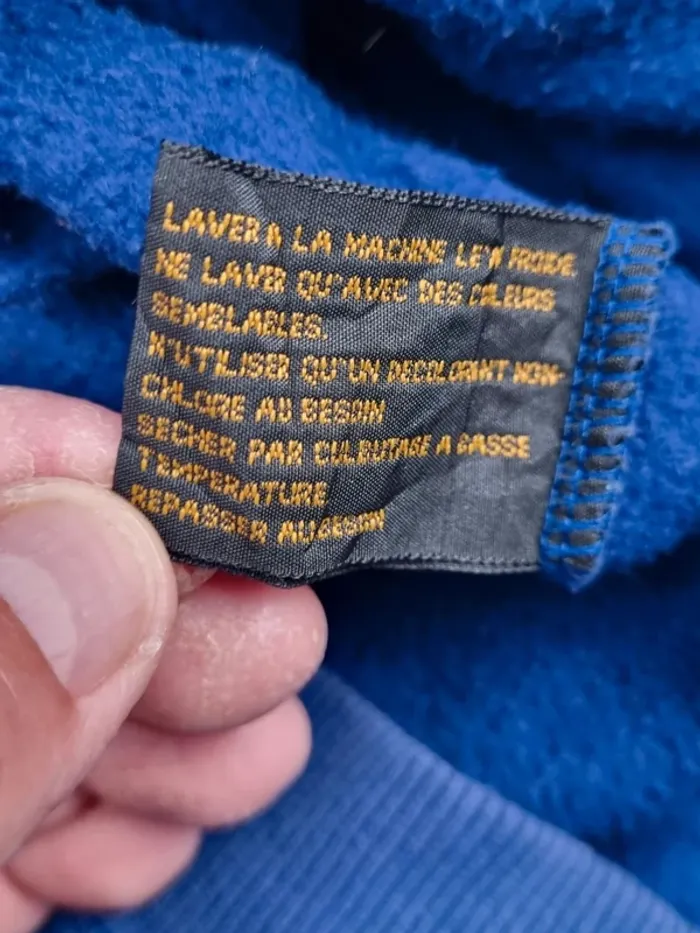 LAVER A LA MACHINE LEW FROIDE
NE LAVER QU'AVEC DES COLEURS
SEMBLABLES.
N'UTILISER QU'UN DECOLORANT NON-
CHLORE AU BESOIN
SECHER PAR CULBUTAGE A BASSE
TEMPERATURE
REPASSER AU BESOIN